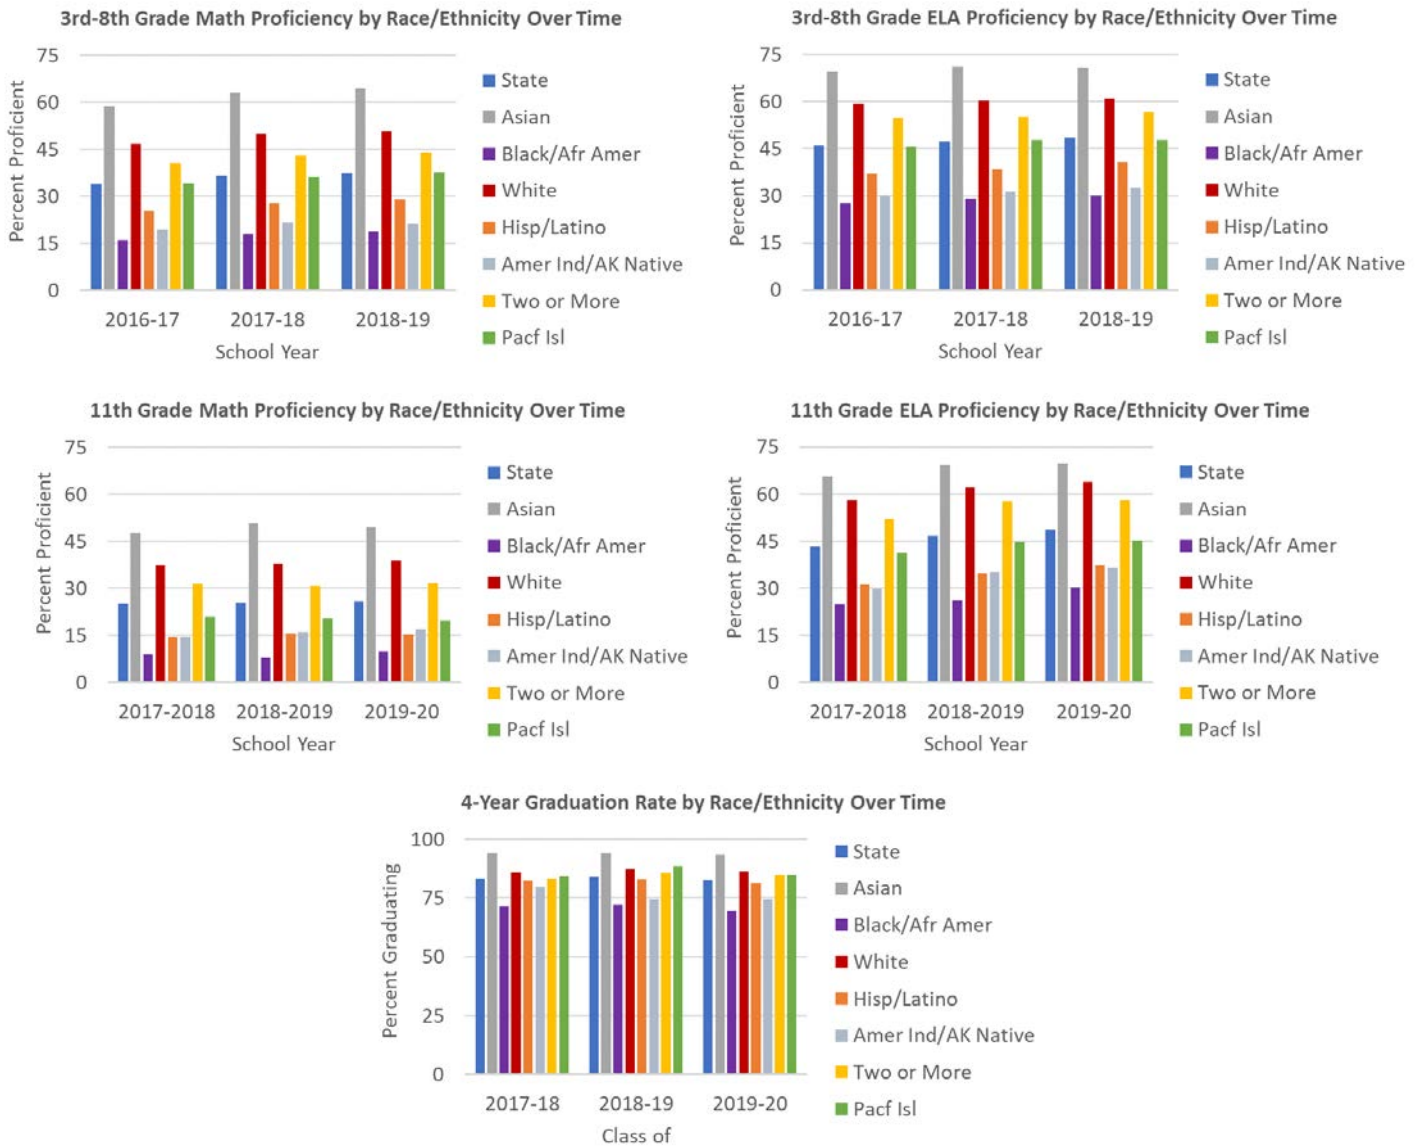 3rd-8th Grade Math Proficiency by Race/Ethnicity Over Time
Percent Proficient
75
60
45
30
15
0
2016-17 2017-18 2018-19
School Year
State
Asian
Black/Afr Amer
White
Hisp/Latino
Amer Ind/AK Native
Two or More
Pacf Isl
3rd-8th Grade ELA Proficiency by Race/Ethnicity Over Time
Percent Proficient
75
60
45
30
15
0
2016-17 2017-18 2018-19
School Year
State
Asian
Black/Afr Amer
White
Hisp/Latino
Amer Ind/AK Native
Two or More
Pacf Isl
11th Grade Math Proficiency by Race/Ethnicity Over Time
Percent Proficient
75
60
45
30
15
0
2017-2018 2018-2019 2019-20
School Year
State
Asian
Black/Afr Amer
White
Hisp/Latino
Amer Ind/AK Native
Two or More
Pacf Isl
11th Grade ELA Proficiency by Race/Ethnicity Over Time
Percent Proficient
75
60
45
30
15
0
2017-2018 2018-2019 2019-20
School Year
State
Asian
Black/Afr Amer
White
Hisp/Latino
Amer Ind/AK Native
Two or More
Pacf Isl
4-Year Graduation Rate by Race/Ethnicity Over Time
Percent Graduating
100
75
50
25
0
2017-18 2018-19 2019-20
Class of
State
Asian
Black/Afr Amer
White
Hisp/Latino
Amer Ind/AK Native
Two or More
Pacf Isl